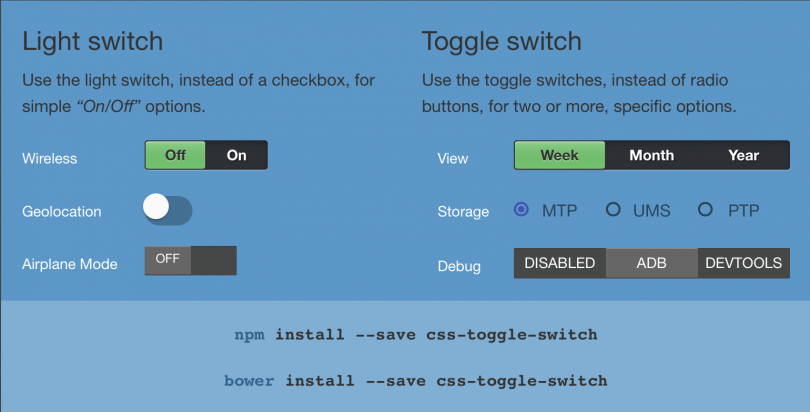 Light switch
Use the light switch, instead of a checkbox, for
simple “On/Off” options.
Wireless
Off On
Geolocation
Airplane Mode
OFF
Toggle switch
Use the toggle switches, instead of radio
buttons, for two or more, specific options.
View
Week Month Year
Storage
MTP UMS PTP
Debug
DISABLED ADB DEVTOOLS
npm install --save css-toggle-switch
bower install --save css-toggle-switch